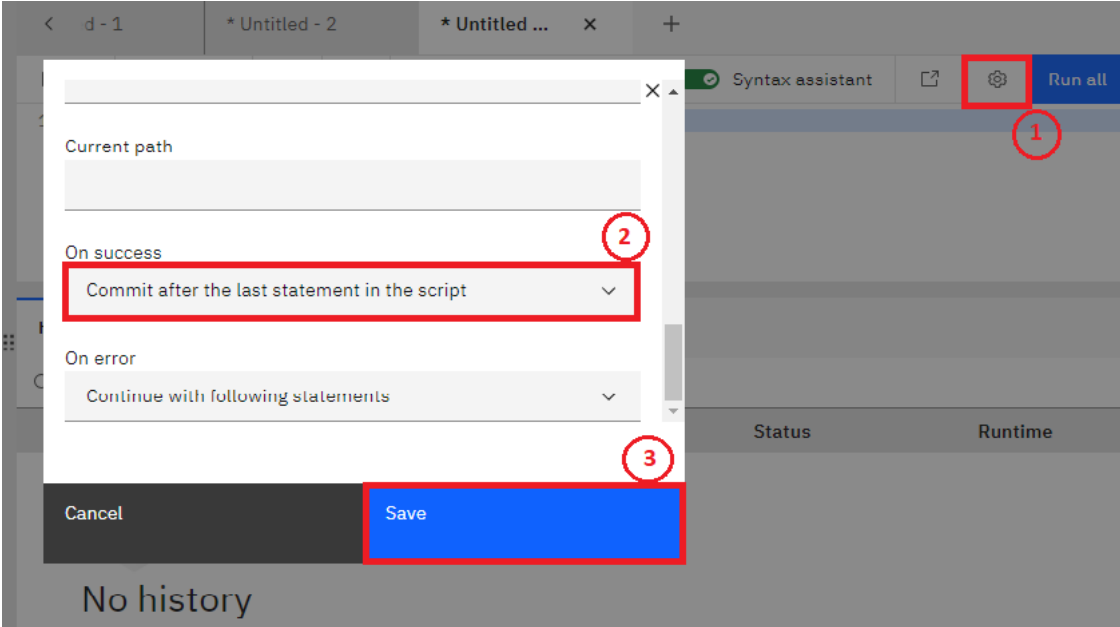 d - 1
* Untitled - 2
* Untitled ...
Syntax assistant
Run all
1
Current path
2
On success
Commit after the last statement in the script
On error
Continue with following statements
Status
Runtime
3
Cancel
Save
No history